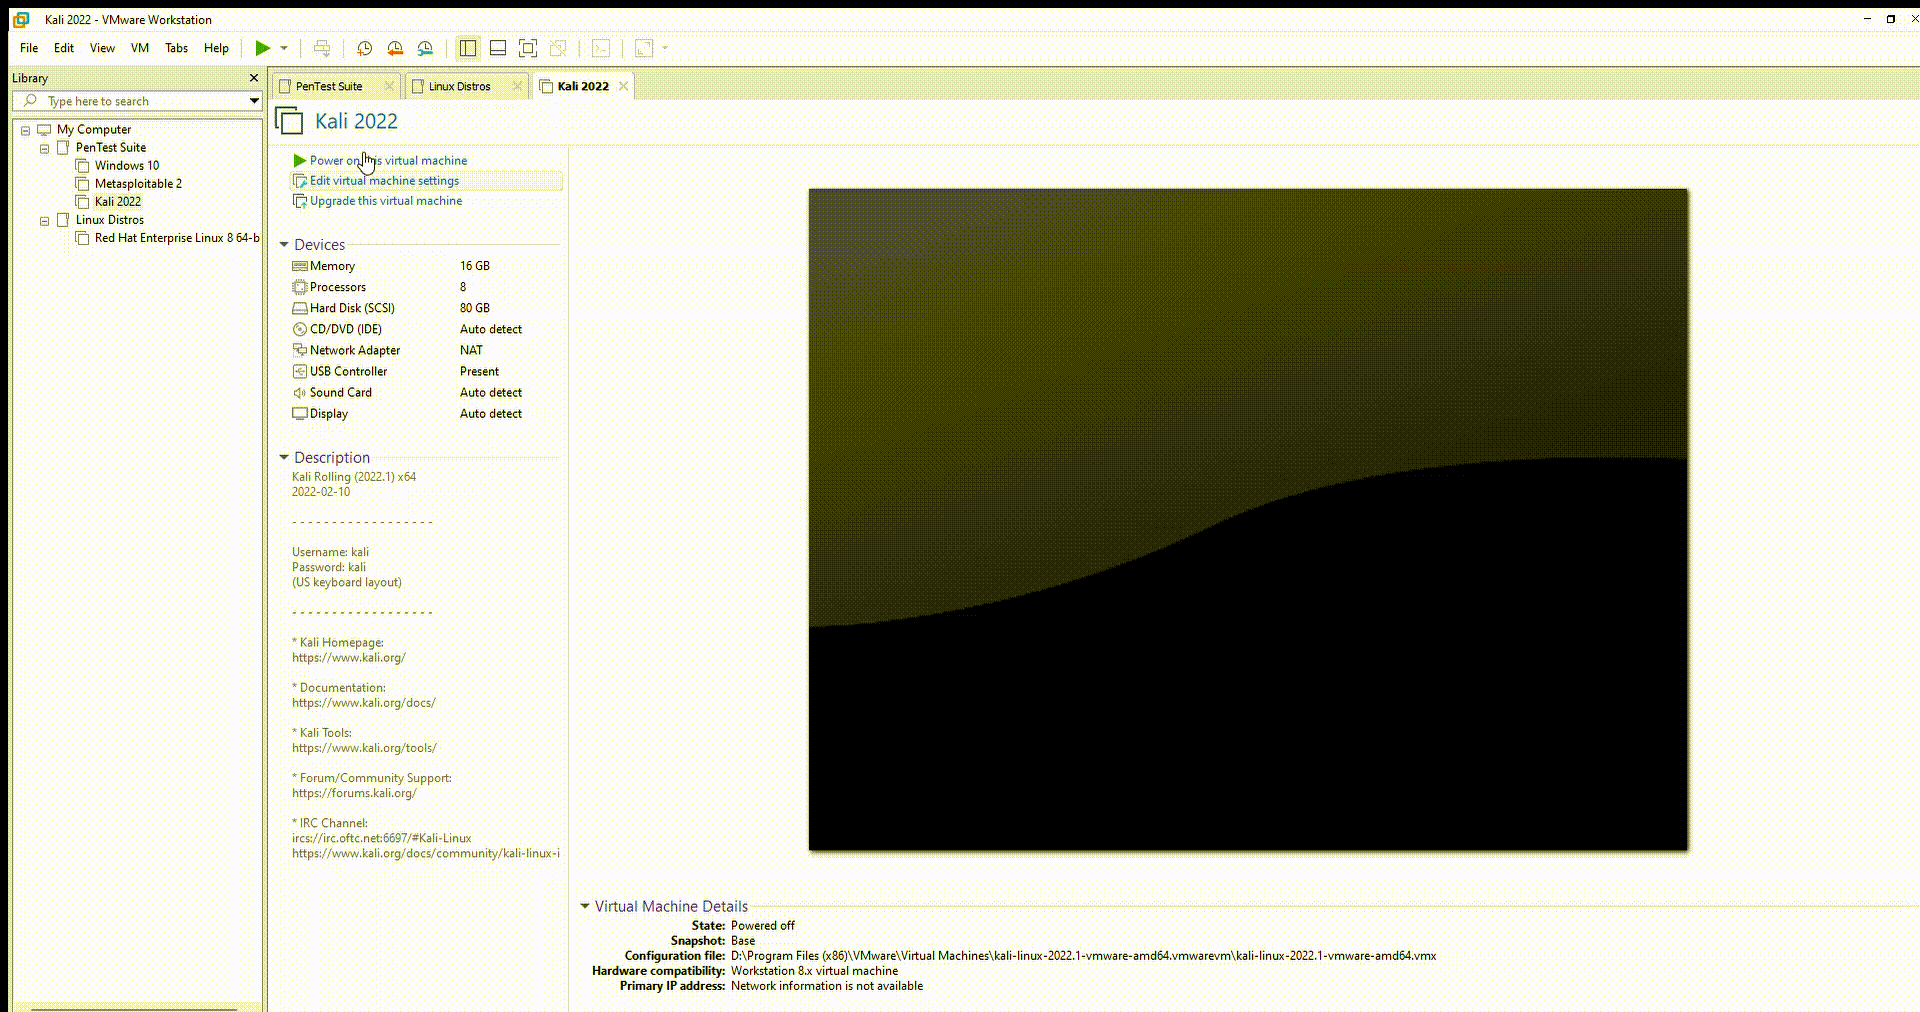 Kali 2022 - VMware Workstation
File Edit View VM Tabs Help
Library
Type here to search
My Computer
PenTest Suite
Windows 10
Metasploitable 2
Kali 2022
Linux Distros
Red Hat Enterprise Linux 8 64-b
PenTest Suite Linux Distros Kali 2022
Kali 2022
Power on this virtual machine
Edit virtual machine settings
Upgrade this virtual machine
Devices
Memory 16 GB
Processors 8
Hard Disk (SCSI) 80 GB
CD/DVD (IDE) Auto detect
Network Adapter NAT
USB Controller Present
Sound Card Auto detect
Display Auto detect
Description
Kali Rolling (2022.1) x64
2022-02-10
- - - - - - - - - - - - - - - - - -
Username: kali
Password: kali
(US keyboard layout)
- - - - - - - - - - - - - - - - - -
* Kali Homepage:
https://www.kali.org/
* Documentation:
https://www.kali.org/docs/
* Kali Tools:
https://www.kali.org/tools/
* Forum/Community Support:
https://forums.kali.org/
* IRC Channel:
ircs://irc.oftc.net:6697/#Kali-Linux
https://www.kali.org/docs/community/kali-linux-i
Virtual Machine Details
State: Powered off
Snapshot: Base
Configuration file: D:\Program Files (x86)\VMware\Virtual Machines\kali-linux-2022.1-vmware-amd64.vmwarevm\kali-linux-2022.1-vmware-amd64.vmx
Hardware compatibility: Workstation 8.x virtual machine
Primary IP address: Network information is not available